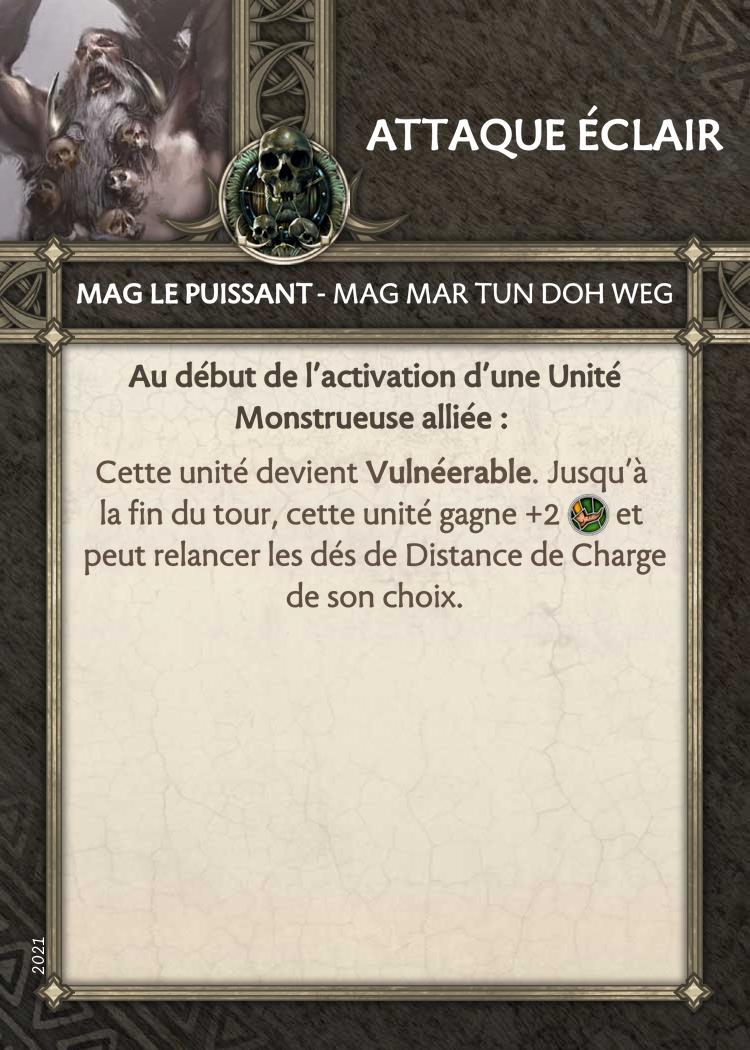 ATTAQUE ÉCLAIR
MAG LE PUISSANT - MAG MAR TUN DOH WEG
Au début de l'activation d'une Unité
Monstrueuse alliée :
Cette unité devient Vulnéerable. Jusqu'à
la fin du tour, cette unité gagne +2 et
peut relancer les dés de Distance de Charge
de son choix.
2021